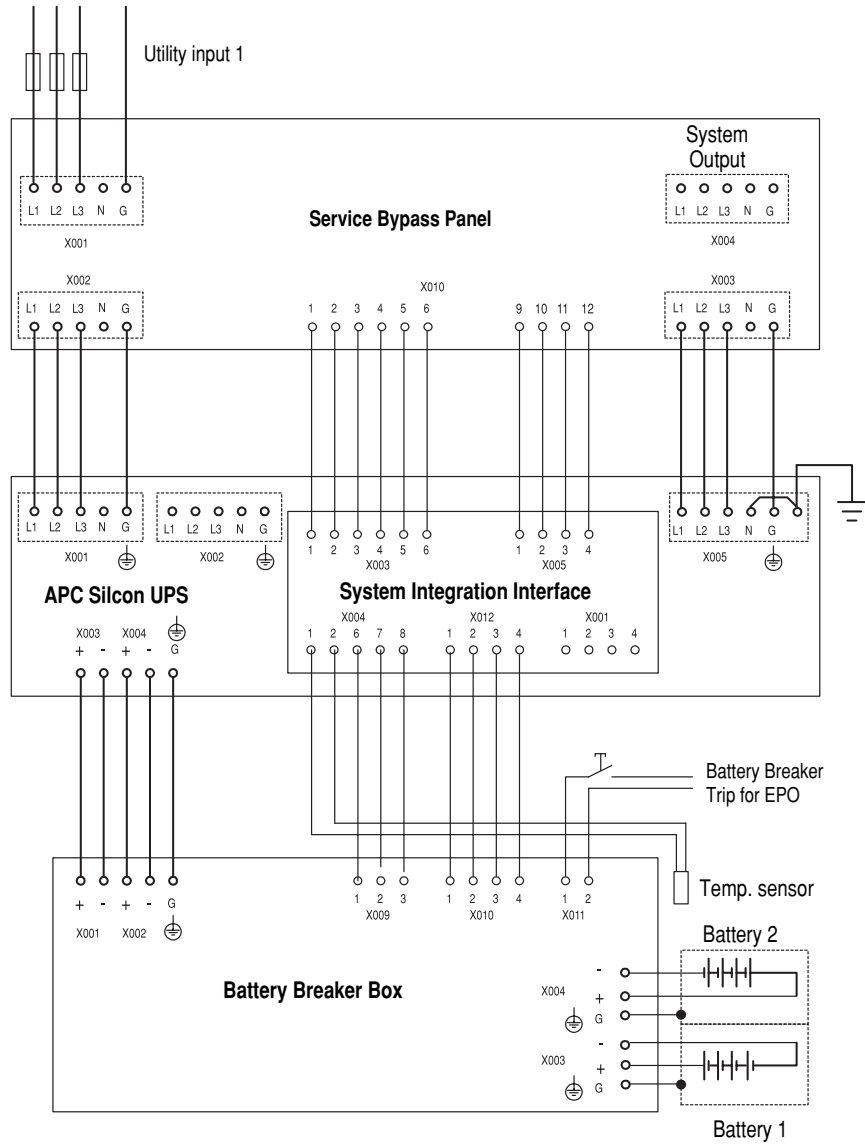 Utility input 1
System
Output
L1 L2 L3 N G
X001
Service Bypass Panel
L1 L2 L3 N G
X004
X002
L1 L2 L3 N G
X010
1 2 3 4 5 6
9 10 11 12
X003
L1 L2 L3 N G
L1 L2 L3 N G
X001
L1 L2 L3 N G
X002
1 2 3 4 5 6
X003
1 2 3 4
X005
L1 L2 L3 N G
X005
APC Silcon UPS
System Integration Interface
X003 X004
+ - + - G
X004
1 2 6 7 8
X012
1 2 3 4
X001
1 2 3 4
Battery Breaker
Trip for EPO
+ - + - G
X001 X002
1 2 3
X009
1 2 3 4
X010
1 2
X011
Temp. sensor
Battery 2
Battery Breaker Box
-
X004
+
G
-
X003
+
G
Battery 1